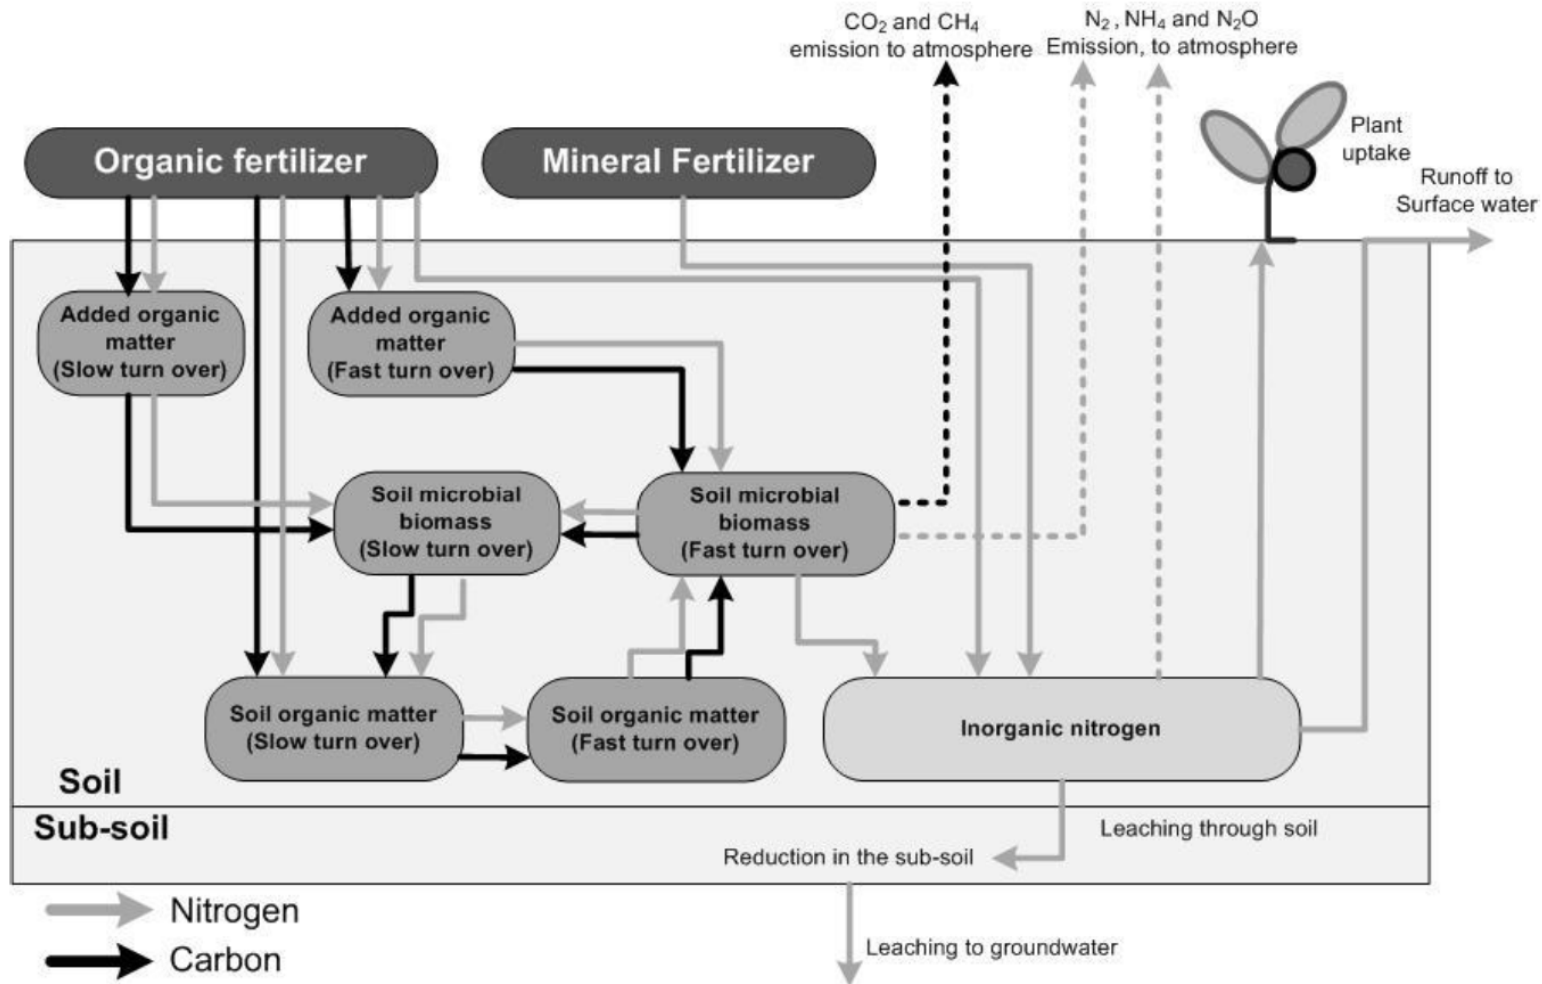 CO₂ and CH₄
emission to atmosphere
N₂ , NH₄ and N₂O
Emission, to atmosphere
Organic fertilizer
Mineral Fertilizer
Plant
uptake
Runoff to
Surface water
Added organic
matter
(Slow turn over)
Added organic
matter
(Fast turn over)
Soil microbial
biomass
(Slow turn over)
Soil microbial
biomass
(Fast turn over)
Soil organic matter
(Slow turn over)
Soil organic matter
(Fast turn over)
Inorganic nitrogen
Soil
Sub-soil
Leaching through soil
Reduction in the sub-soil
Nitrogen
Carbon
Leaching to groundwater